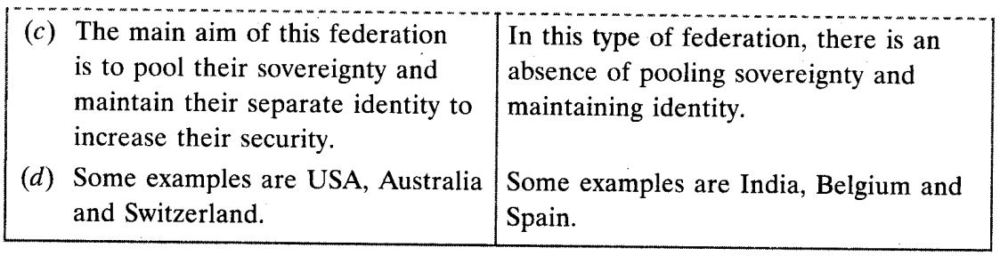 (c) The main aim of this federation
is to pool their sovereignty and
maintain their separate identity to
increase their security.
In this type of federation, there is an
absence of pooling sovereignty and
maintaining identity.
(d) Some examples are USA, Australia
and Switzerland.
Some examples are India, Belgium and
Spain.